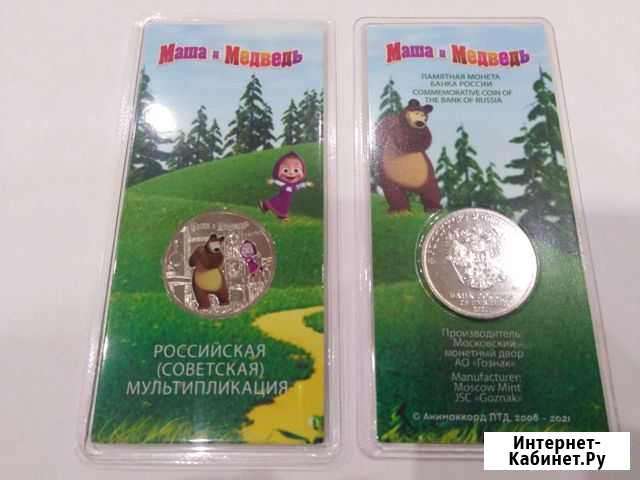 Маша и Медведь
РОССИЙСКАЯ
(СОВЕТСКАЯ)
МУЛЬТИПЛИКАЦИЯ
Маша и Медведь
ПАМЯТНАЯ МОНЕТА
БАНКА РОССИИ
COMMEMORATIVE COIN OF
THE BANK OF RUSSIA
Производитель:
Московский
монетный двор
АО «Гознак»
Manufacturer:
Moscow Mint
JSC «Goznak»
© Анимаккорд ЛТД, 2008 - 2021
Интернет-
Кабинет.Ру